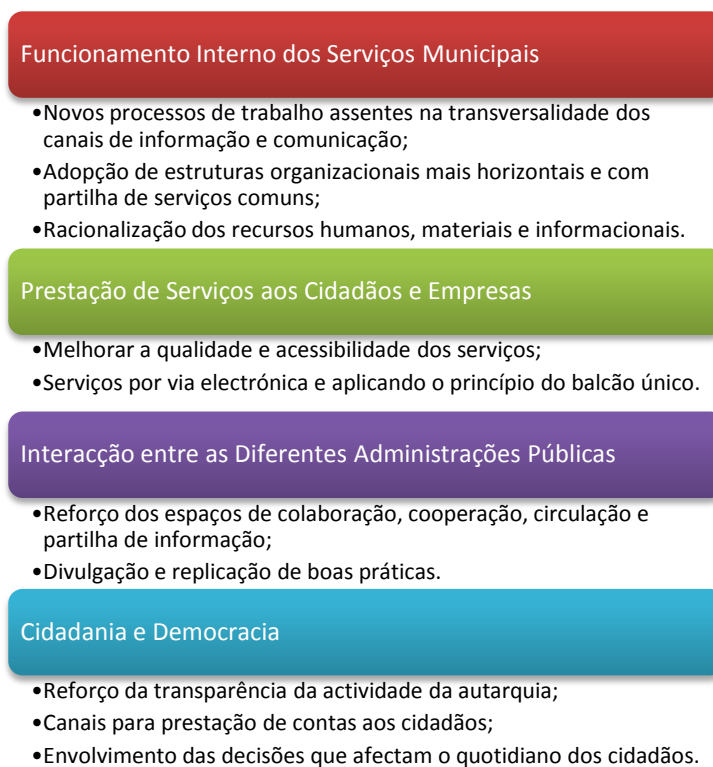 Funcionamento Interno dos Serviços Municipais
•Novos processos de trabalho assentes na transversalidade dos
canais de informação e comunicação;
•Adopção de estruturas organizacionais mais horizontais e com
partilha de serviços comuns;
•Racionalização dos recursos humanos, materiais e informacionais.
Prestação de Serviços aos Cidadãos e Empresas
•Melhorar a qualidade e acessibilidade dos serviços;
•Serviços por via electrónica e aplicando o princípio do balcão único.
Interacção entre as Diferentes Administrações Públicas
•Reforço dos espaços de colaboração, cooperação, circulação e
partilha de informação;
•Divulgação e replicação de boas práticas.
Cidadania e Democracia
•Reforço da transparência da actividade da autarquia;
•Canais para prestação de contas aos cidadãos;
•Envolvimento das decisões que afectam o quotidiano dos cidadãos.